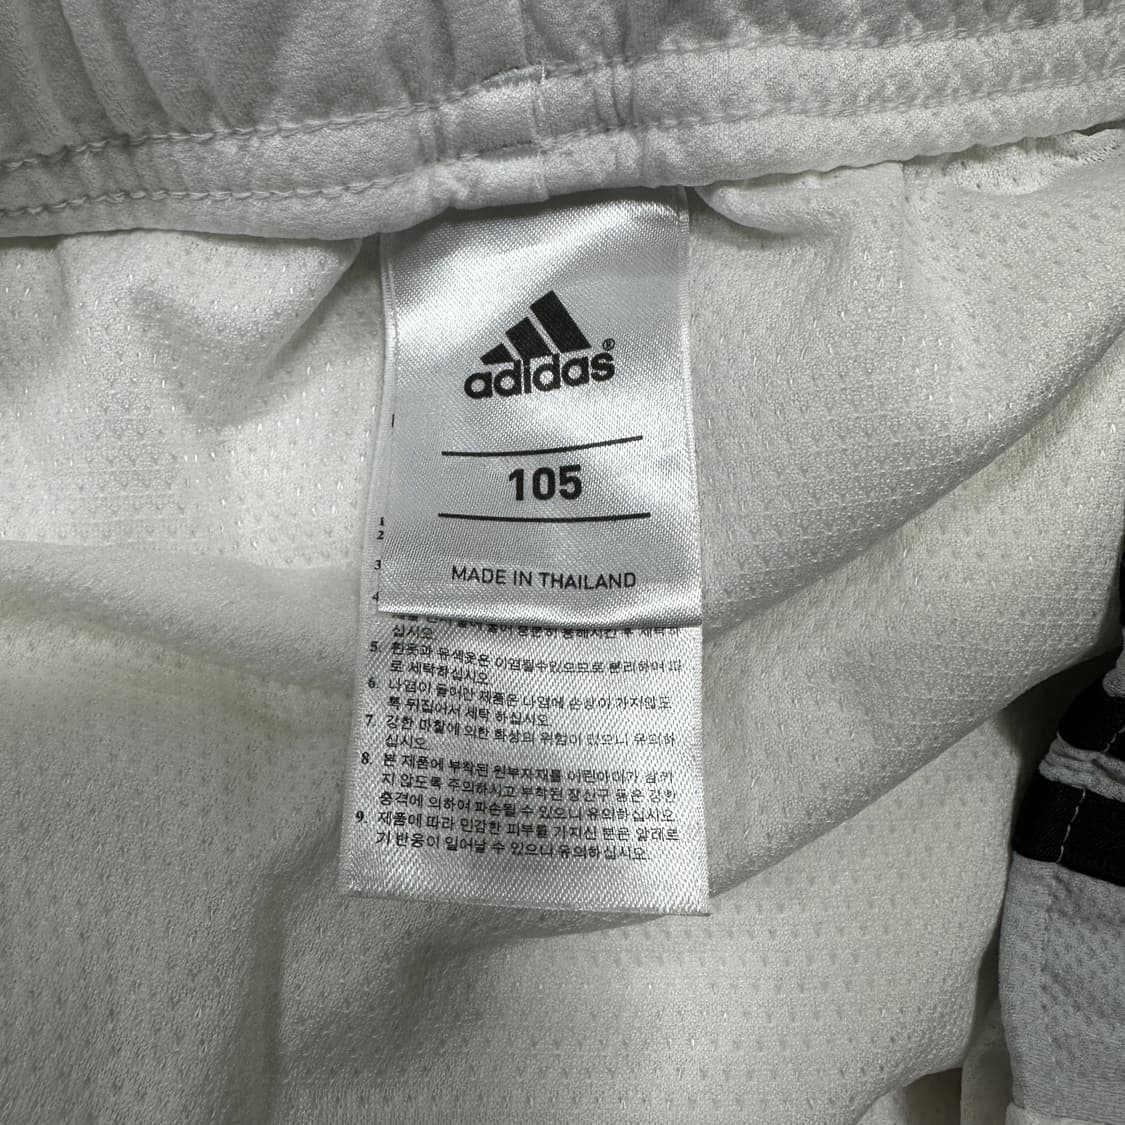 adidas®
105
MADE IN THAILAND
1
2
3
4
십시오.
5. 흰옷과 유색옷은 이염될수있으므로 분리하여 따
로 세탁하십시오.
6. 나염이 들어간 제품은 나염에 손상이 가지않도
록 뒤집어서 세탁 하십시오.
7. 강한 마찰에 의한 화상의 위험이 있으니 유의하
십시오.
8. 본 제품에 부착된 원부자재를 어린아이가 삼키
지 않도록 주의하시고 부착된 장신구 등은 강한
충격에 의하여 파손될 수 있으니 유의하십시오.
9. 제품에 따라 민감한 피부를 가지신 분은 알레르
기 반응이 일어날 수 있으니 유의하십시오.